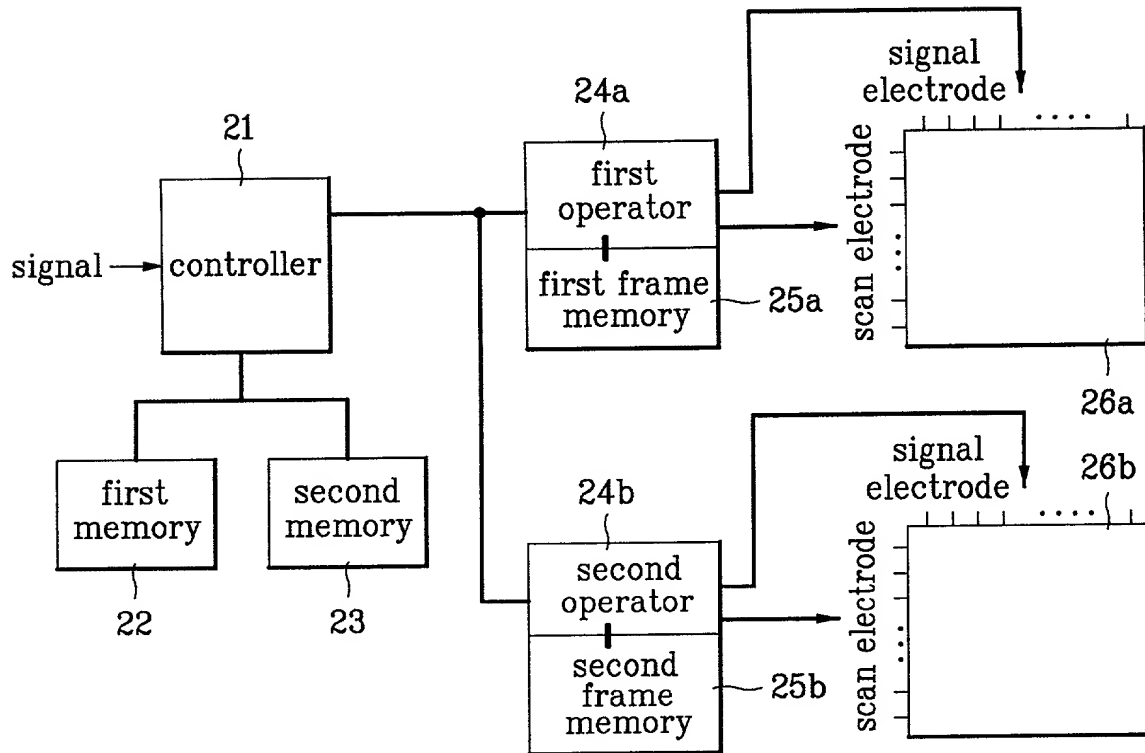 signal
electrode
24a
21
first
operator
scan electrode
signal
controller
first frame
memory
25a
26a
signal
electrode
26b
first
memory
second
memory
24b
22
23
second
operator
scan electrode
second
frame
memory
25b